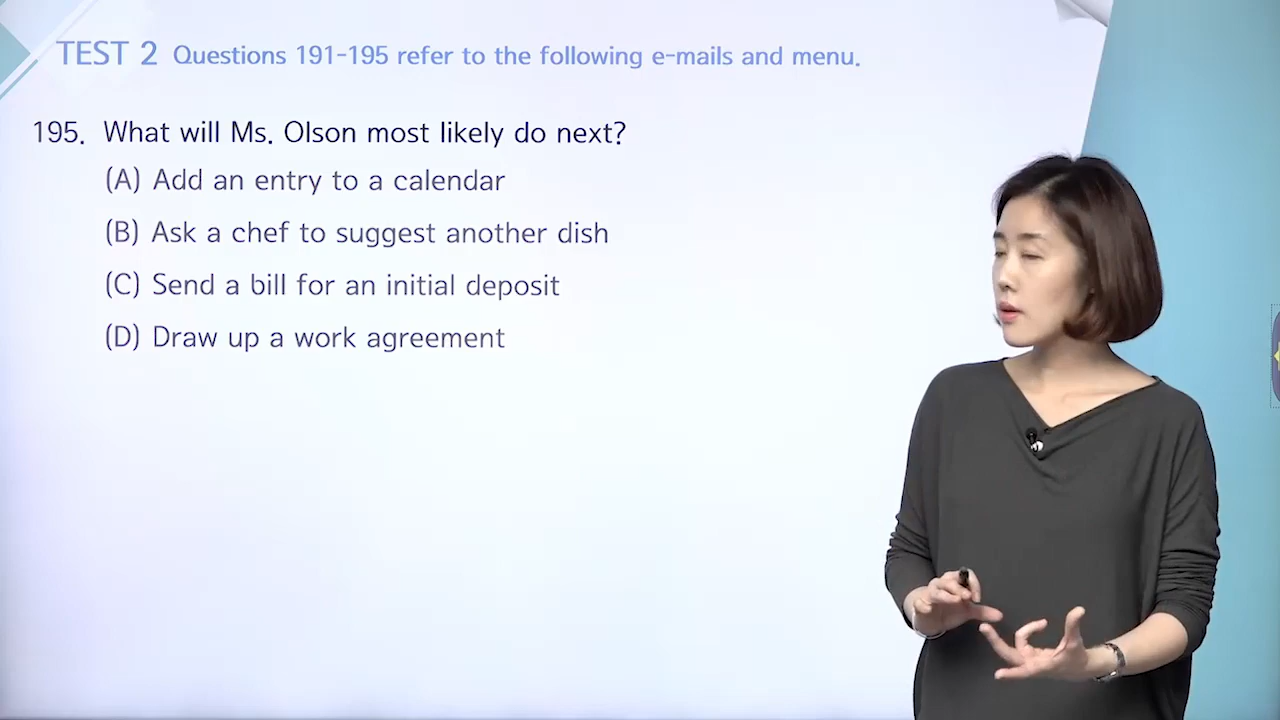 TEST 2 Questions 191-195 refer to the following e-mails and menu.
195. What will Ms. Olson most likely do next?
(A) Add an entry to a calendar
(B) Ask a chef to suggest another dish
(C) Send a bill for an initial deposit
(D) Draw up a work agreement